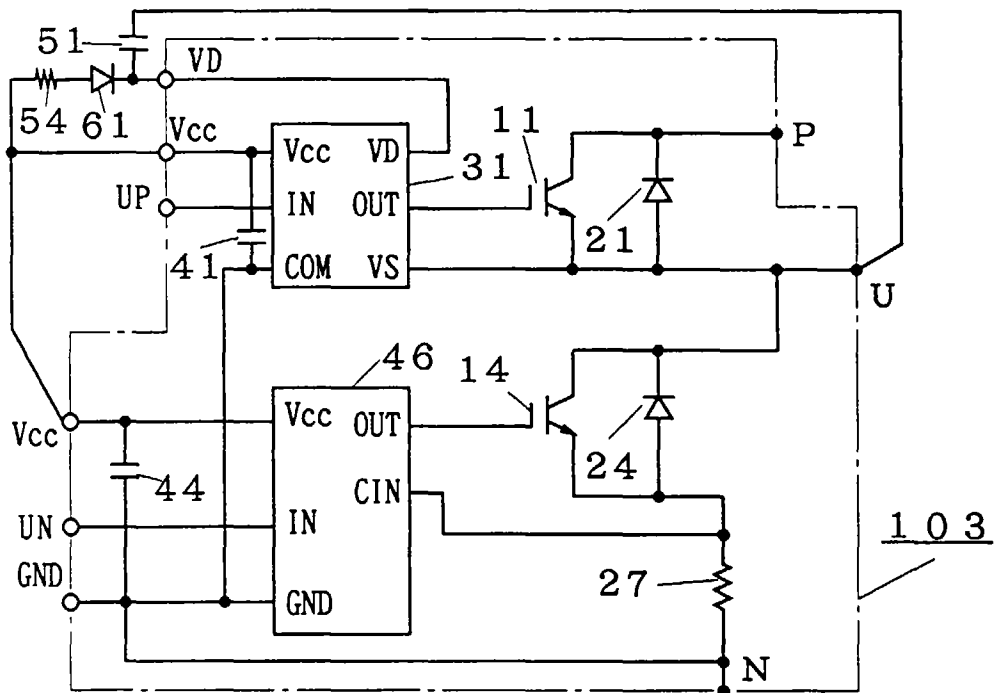 51
VD
54
61
Vcc
11
P
Vcc
VD
31
UP
IN
OUT
21
41
COM
VS
U
46
14
Vcc
Vcc
OUT
24
44
CIN
UN
IN
103
GND
27
GND
N